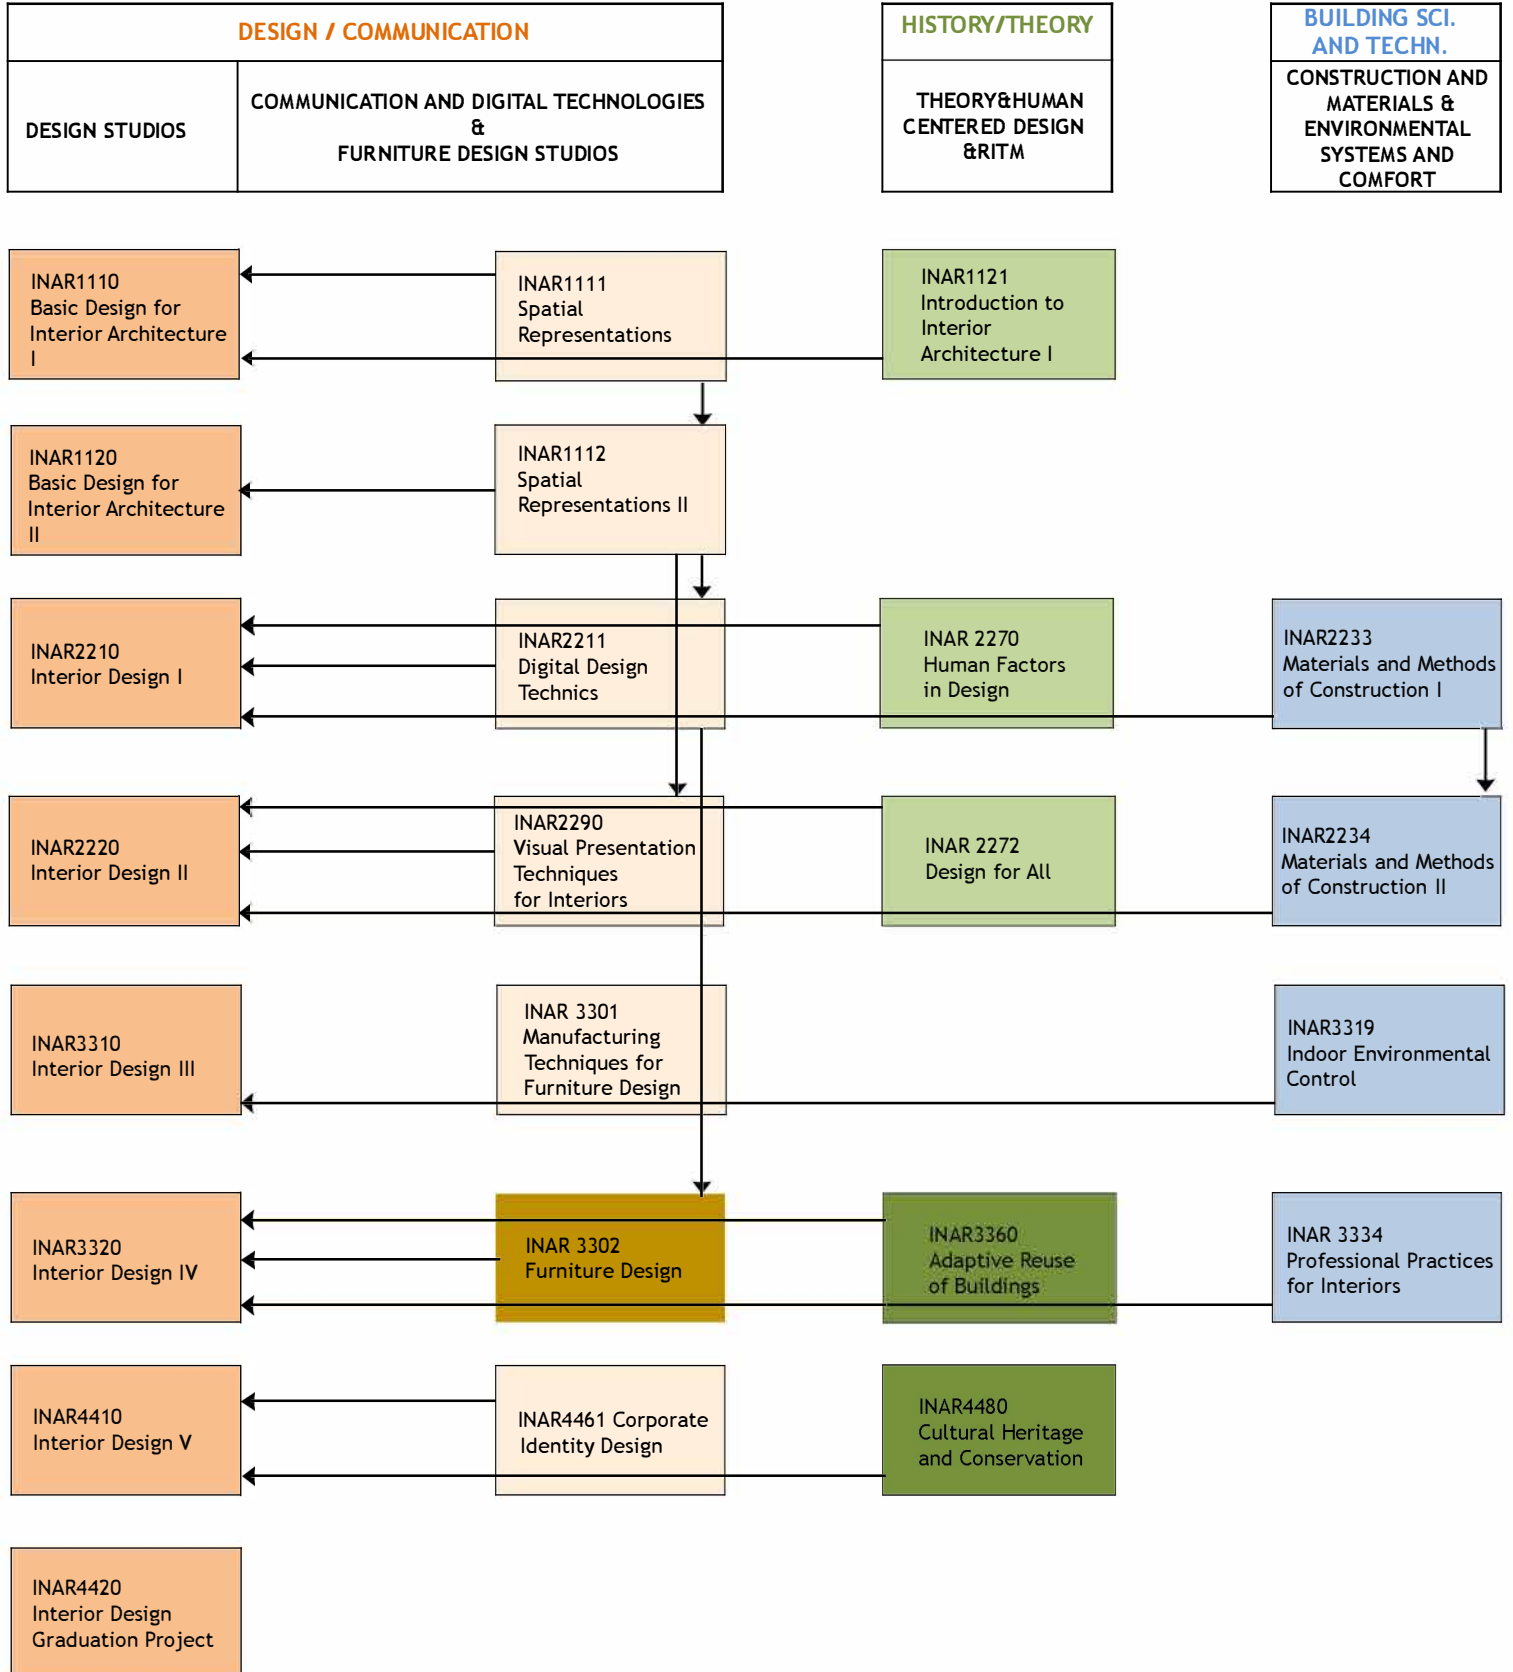 DESIGN / COMMUNICATION
DESIGN STUDIOS
COMMUNICATION AND DIGITAL TECHNOLOGIES
&
FURNITURE DESIGN STUDIOS
HISTORY/THEORY
THEORY&HUMAN
CENTERED DESIGN
&RITM
BUILDING SCI.
AND TECHN.
CONSTRUCTION AND
MATERIALS &
ENVIRONMENTAL
SYSTEMS AND
COMFORT
INAR1110
Basic Design for
Interior Architecture
I
INAR1111
Spatial
Representations
INAR1121
Introduction to
Interior
Architecture I
INAR1120
Basic Design for
Interior Architecture
II
INAR1112
Spatial
Representations II
INAR2210
Interior Design I
INAR2211
Digital Design
Technics
INAR 2270
Human Factors
in Design
INAR2233
Materials and Methods
of Construction I
INAR2220
Interior Design II
INAR2290
Visual Presentation
Techniques
for Interiors
INAR 2272
Design for All
INAR2234
Materials and Methods
of Construction II
INAR3310
Interior Design III
INAR 3301
Manufacturing
Techniques for
Furniture Design
INAR3319
Indoor Environmental
Control
INAR3320
Interior Design IV
INAR 3302
Furniture Design
INAR3360
Adaptive Reuse
of Buildings
INAR 3334
Professional Practices
for Interiors
INAR4410
Interior Design V
INAR4461 Corporate
Identity Design
INAR4480
Cultural Heritage
and Conservation
INAR4420
Interior Design
Graduation Project